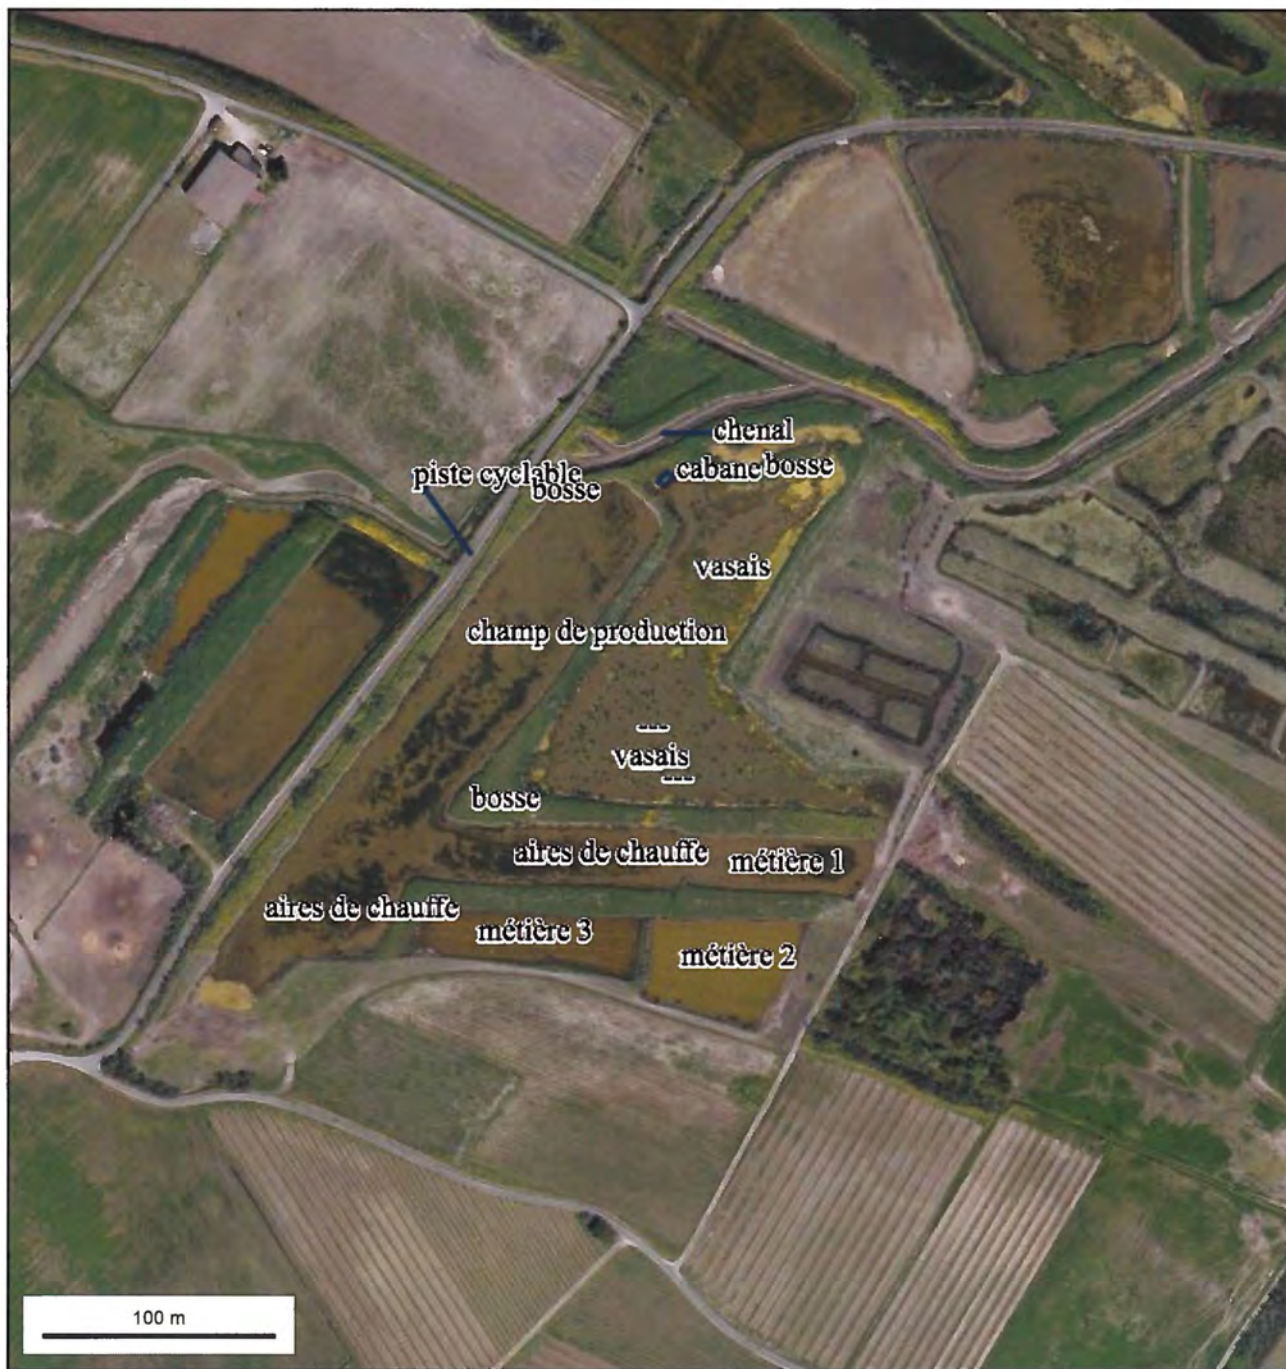 chenal
cabane
bosse
piste cyclable
bosse
vasais
champ de production
---
vasais
---
bosse
aires de chauffe
métière 1
aires de chauffe
métière 3
métière 2
100 m